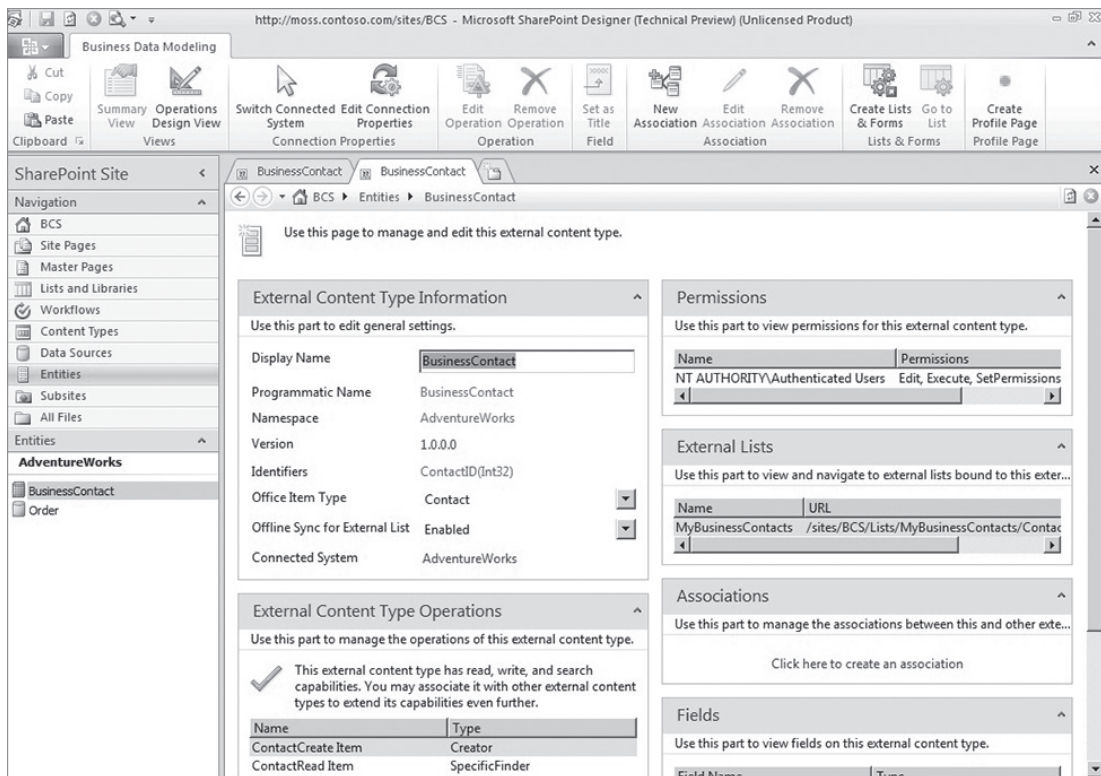 http://moss.contoso.com/sites/BCS - Microsoft SharePoint Designer (Technical Preview) (Unlicensed Product)
Business Data Modeling
Cut
Copy
Paste
Clipboard
Summary View
Operations Design View
Views
Switch Connected System
Edit Connection Properties
Connection Properties
Edit Operation
Remove Operation
Operation
Set as Title
Field
New Association
Edit Association
Remove Association
Association
Create Lists & Forms
Go to List
Lists & Forms
Create Profile Page
Profile Page
SharePoint Site
Navigation
BCS
Site Pages
Master Pages
Lists and Libraries
Workflows
Content Types
Data Sources
Entities
Subsites
All Files
Entities
AdventureWorks
BusinessContact
Order
BusinessContact
BusinessContact
BCS Entities BusinessContact
Use this page to manage and edit this external content type.
External Content Type Information
Use this part to edit general settings.
Display Name BusinessContact
Programmatic Name BusinessContact
Namespace AdventureWorks
Version 1.0.0.0
Identifiers ContactID(Int32)
Office Item Type Contact
Offline Sync for External List Enabled
Connected System AdventureWorks
External Content Type Operations
Use this part to manage the operations of this external content type.
This external content type has read, write, and search
capabilities. You may associate it with other external content
types to extend its capabilities even further.
Name Type
ContactCreate Item Creator
ContactRead Item SpecificFinder
Permissions
Use this part to view permissions for this external content type.
Name Permissions
NT AUTHORITY\Authenticated Users Edit, Execute, SetPermissions
External Lists
Use this part to view and navigate to external lists bound to this exter...
Name URL
MyBusinessContacts /sites/BCS/Lists/MyBusinessContacts/Contac
Associations
Use this part to manage the associations between this and other exte...
Click here to create an association
Fields
Use this part to view fields on this external content type.
Field Name Type